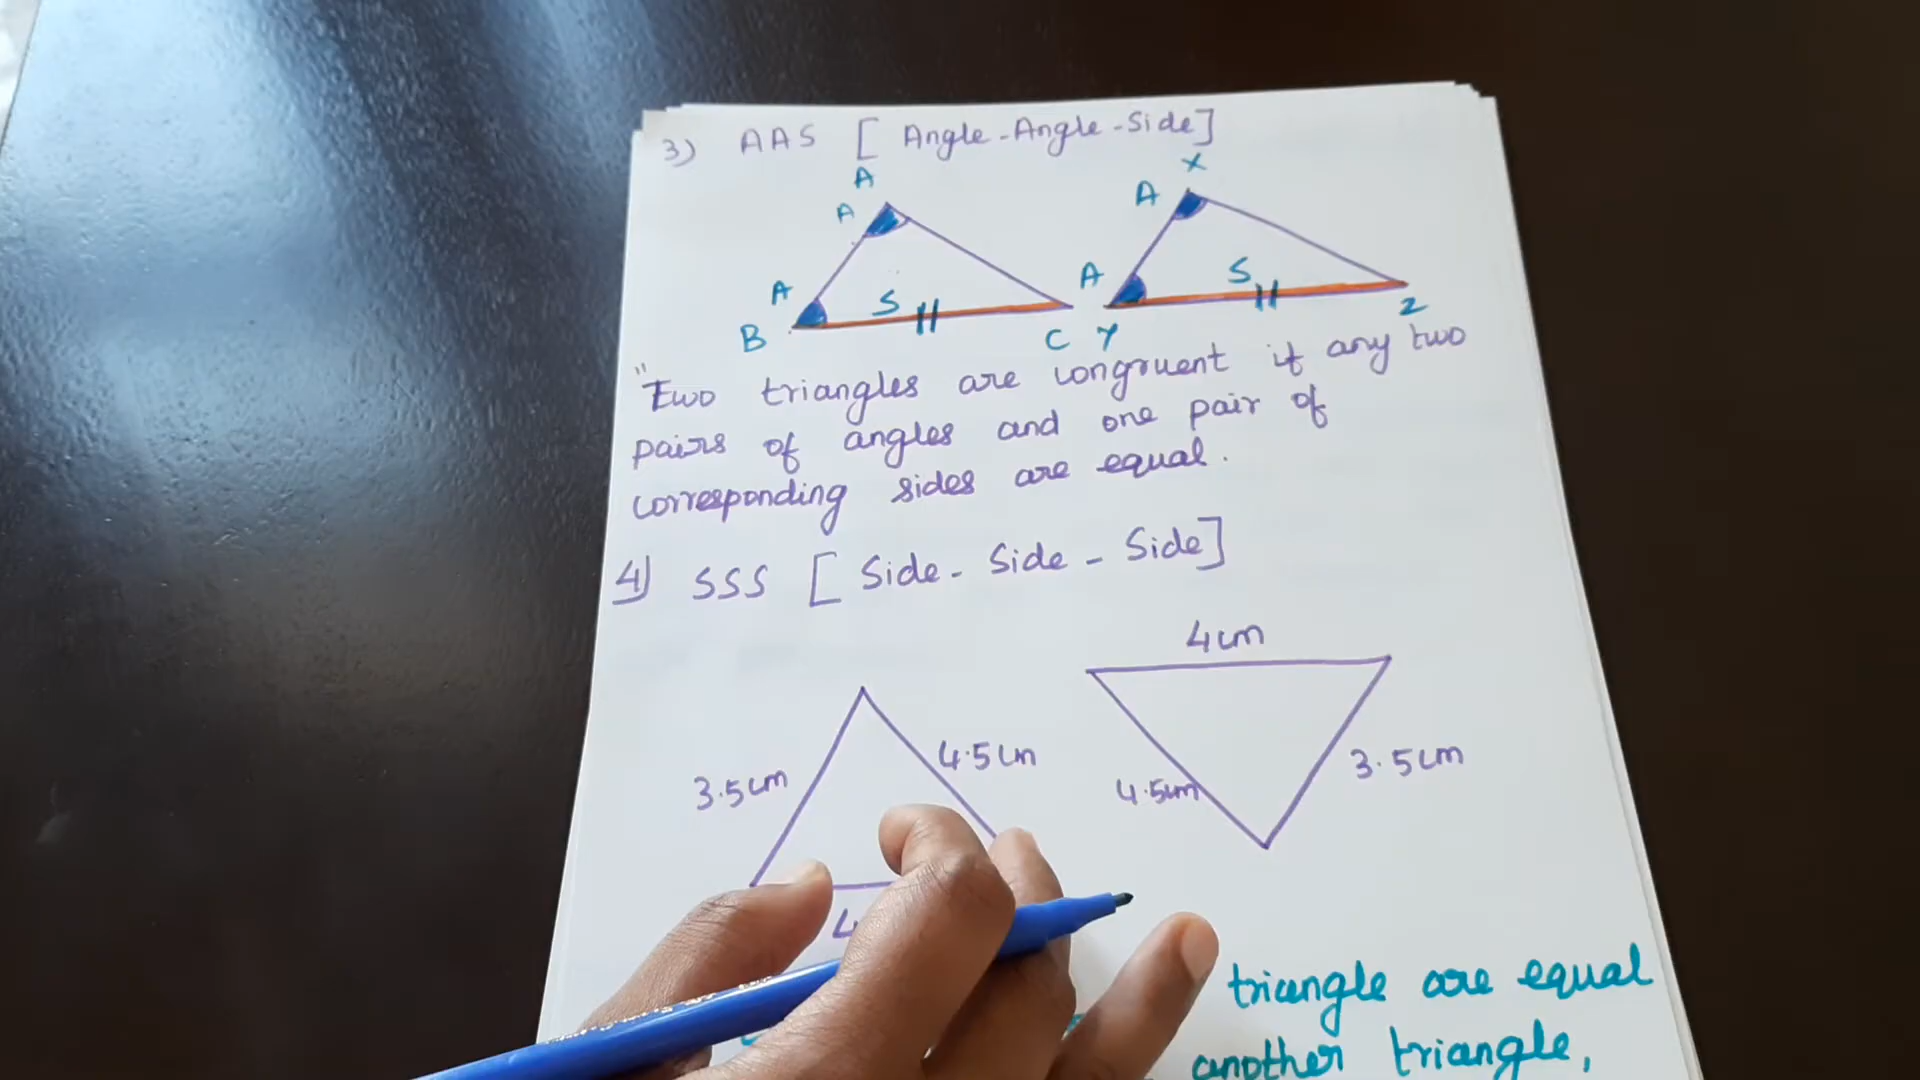 3) AAS [Angle-Angle-Side]
A
X
A
A
A
A
S
S
B
C
Y
Z
"Two triangles are congruent if any two
pairs of angles and one pair of
corresponding sides are equal.
4) SSS [Side-Side-Side]
4cm
3.5cm
4.5cm
4.5cm
3.5cm
4
triangle are equal
another triangle,